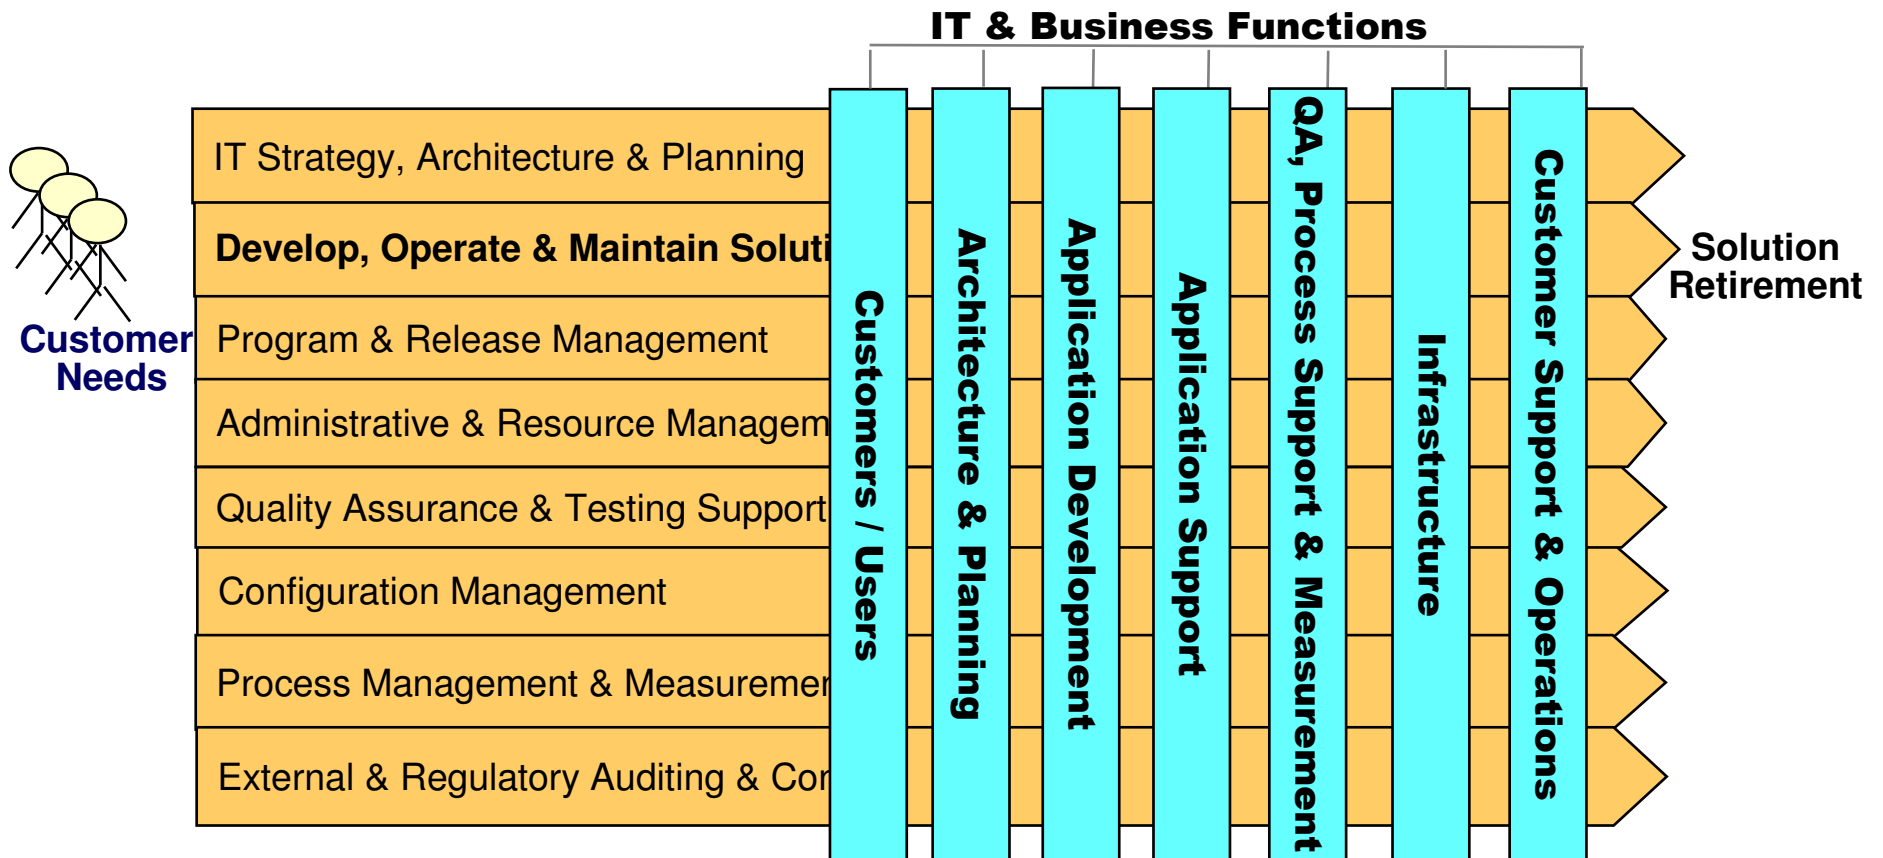 IT & Business Functions
IT Strategy, Architecture & Planning
Develop, Operate & Maintain Soluti
Program & Release Management
Administrative & Resource Managem
Quality Assurance & Testing Support
Configuration Management
Process Management & Measuremen
External & Regulatory Auditing & Con
Customer
Needs
Customers / Users
Architecture & Planning
Application Development
Application Support
QA, Process Support & Measurement
Infrastructure
Customer Support & Operations
Solution
Retirement